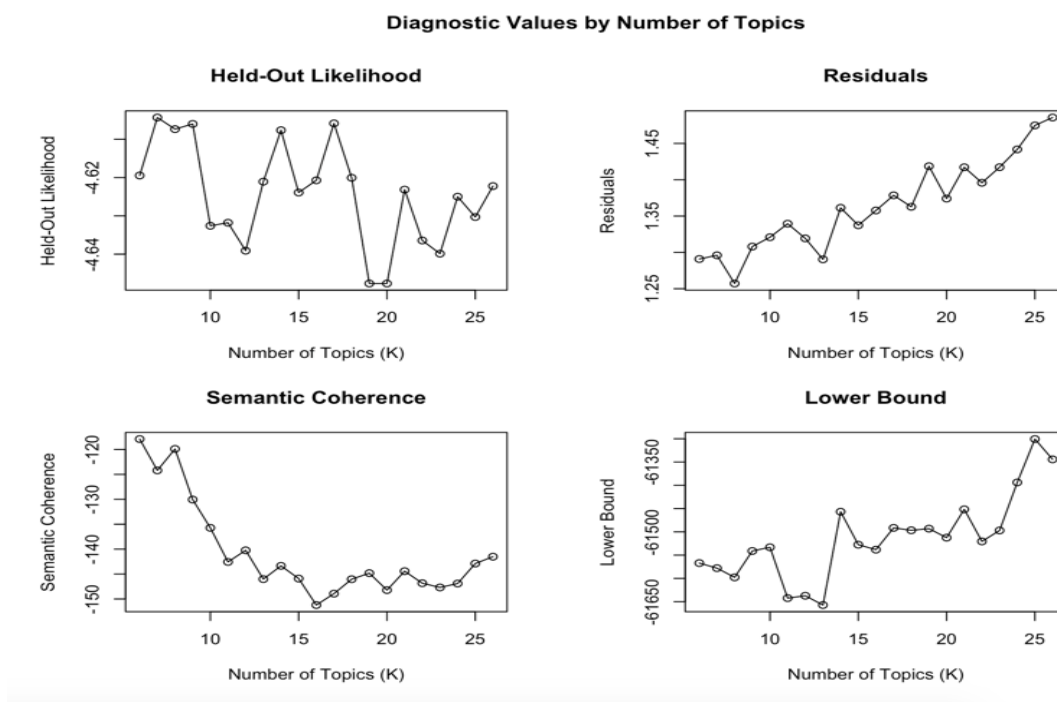 Diagnostic Values by Number of Topics
Held-Out Likelihood
Held-Out Likelihood
-4.62
-4.64
10 15 20 25
Number of Topics (K)
Residuals
Residuals
1.45
1.35
1.25
10 15 20 25
Number of Topics (K)
Semantic Coherence
Semantic Coherence
-120
-130
-140
-150
10 15 20 25
Number of Topics (K)
Lower Bound
Lower Bound
-61350
-61500
-61650
10 15 20 25
Number of Topics (K)